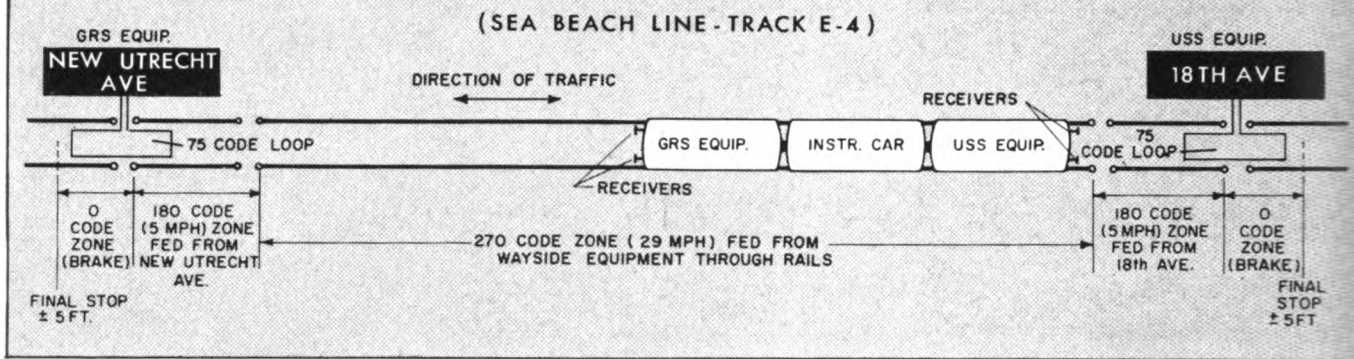 (SEA BEACH LINE - TRACK E-4)
GRS EQUIP.
NEW UTRECHT
AVE
USS EQUIP.
18TH AVE
DIRECTION OF TRAFFIC
RECEIVERS
75 CODE LOOP
GRS EQUIP.
INSTR. CAR
USS EQUIP.
75
CODE LOOP
RECEIVERS
O
CODE
ZONE
(BRAKE)
180 CODE
(5 MPH) ZONE
FED FROM
NEW UTRECHT
AVE.
270 CODE ZONE (29 MPH) FED FROM
WAYSIDE EQUIPMENT THROUGH RAILS
180 CODE
(5 MPH) ZONE
FED FROM
18th AVE.
O
CODE
ZONE
(BRAKE)
FINAL STOP
± 5 FT.
FINAL
STOP
± 5 FT